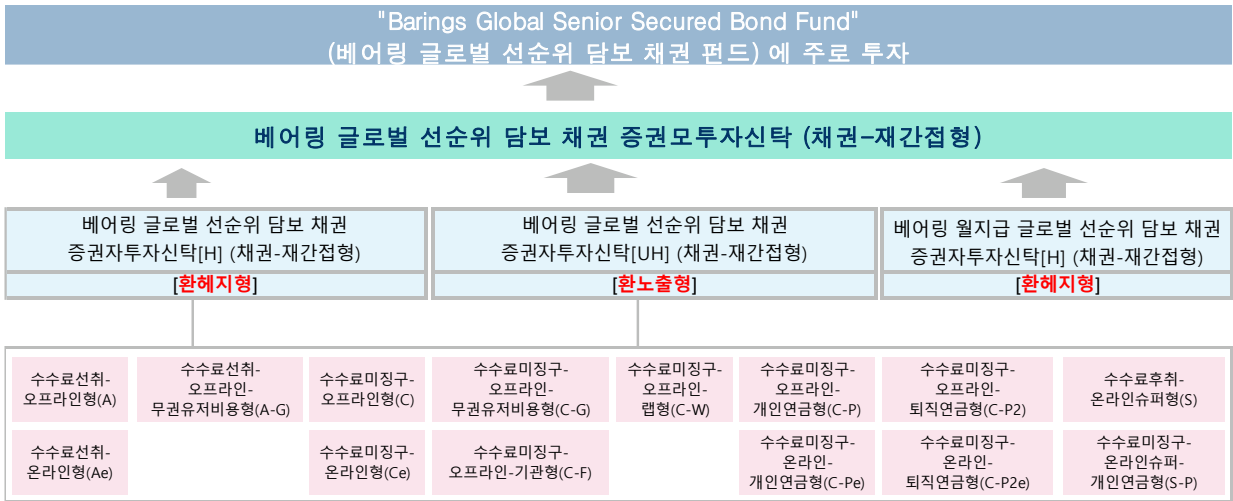 "Barings Global Senior Secured Bond Fund"
(베어링 글로벌 선순위 담보 채권 펀드) 에 주로 투자
베어링 글로벌 선순위 담보 채권 증권모투자신탁 (채권-재간접형)
베어링 글로벌 선순위 담보 채권
증권자투자신탁[H] (채권-재간접형)
[환헤지형]
베어링 글로벌 선순위 담보 채권
증권자투자신탁[UH] (채권-재간접형)
[환노출형]
베어링 월지급 글로벌 선순위 담보 채권
증권자투자신탁[H] (채권-재간접형)
[환헤지형]
수수료선취-
오프라인형(A)
수수료선취-
오프라인-
무권유저비용형(A-G)
수수료미징구-
오프라인형(C)
수수료미징구-
오프라인-
무권유저비용형(C-G)
수수료미징구-
오프라인-
랩형(C-W)
수수료미징구-
오프라인-
개인연금형(C-P)
수수료미징구-
오프라인-
퇴직연금형(C-P2)
수수료후취-
온라인슈퍼형(S)
수수료선취-
온라인형(Ae)
수수료미징구-
온라인형(Ce)
수수료미징구-
오프라인-기관형(C-F)
수수료미징구-
온라인-
개인연금형(C-Pe)
수수료미징구-
온라인-
퇴직연금형(C-P2e)
수수료미징구-
온라인슈퍼-
개인연금형(S-P)